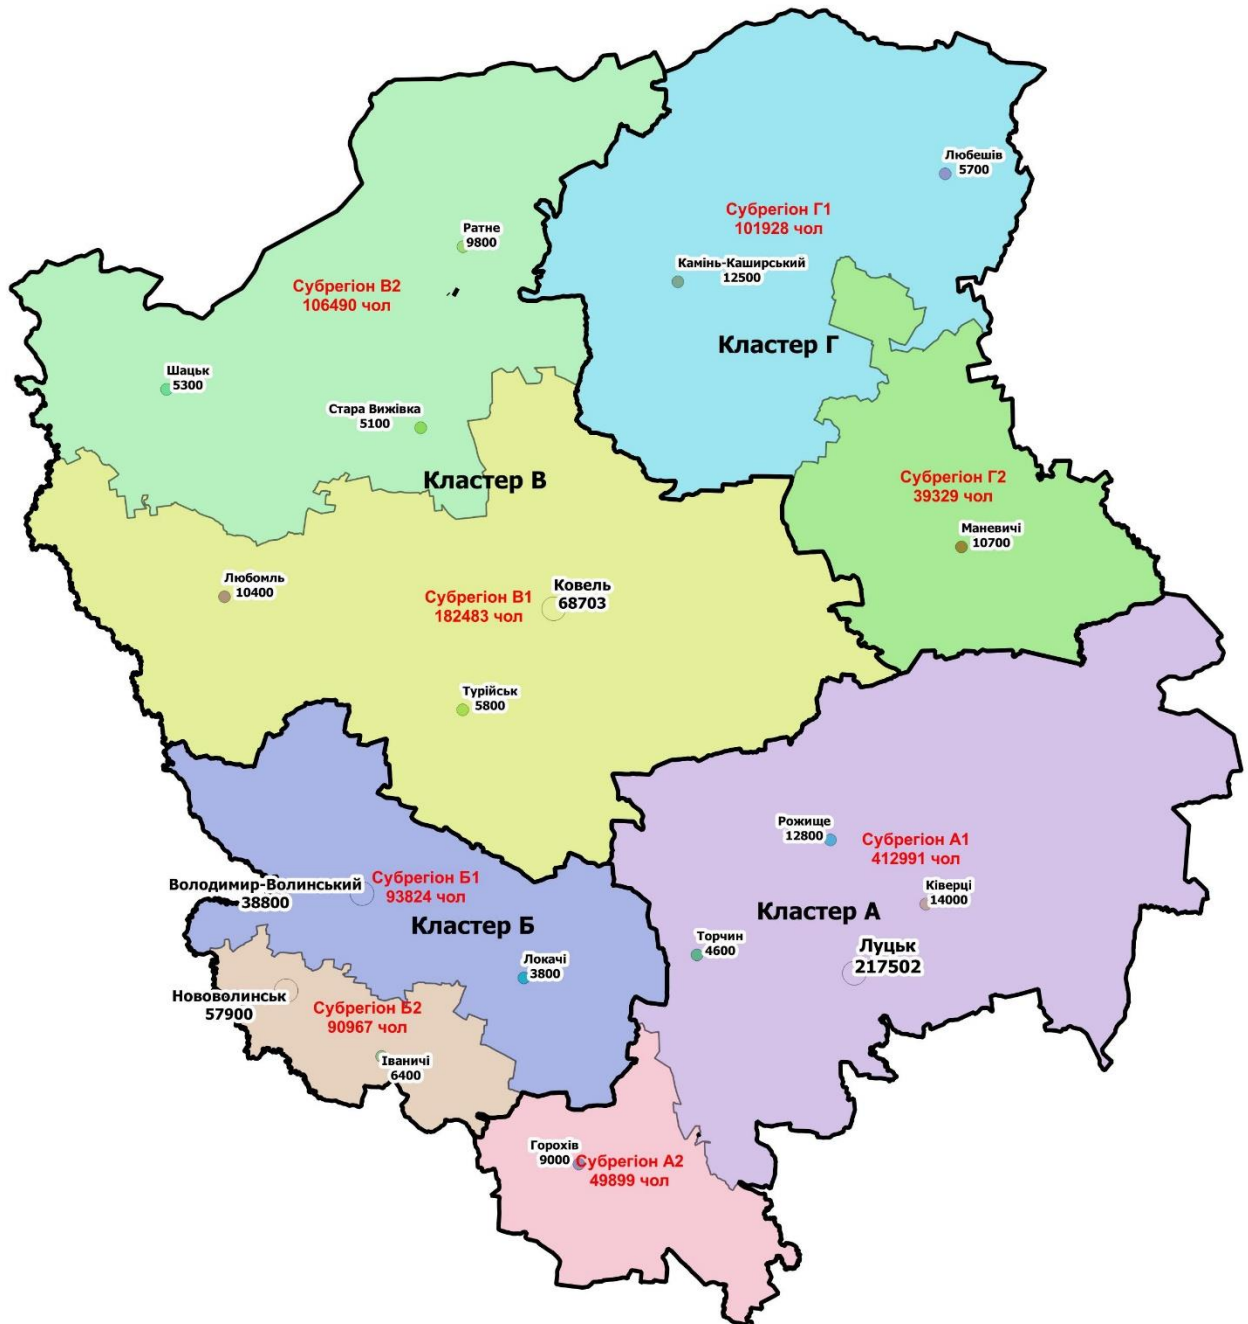 Любешів
5700
Субрегіон Г1
101928 чол
Ратне
9800
Камінь-Каширський
12500
Субрегіон В2
106490 чол
Кластер Г
Шацьк
5300
Стара Вижівка
5100
Кластер В
Субрегіон Г2
39329 чол
Маневичі
10700
Любомль
10400
Субрегіон В1
182483 чол
Ковель
68703
Турійськ
5800
Рожище
12800
Субрегіон А1
412991 чол
Володимир-Волинський
38800
Субрегіон Б1
93824 чол
Ківерці
14000
Кластер А
Кластер Б
Торчин
4600
Луцьк
217502
Локачі
3800
Нововолинськ
57900
Субрегіон Б2
90967 чол
Іваничі
6400
Горохів
9000
Субрегіон А2
49899 чол